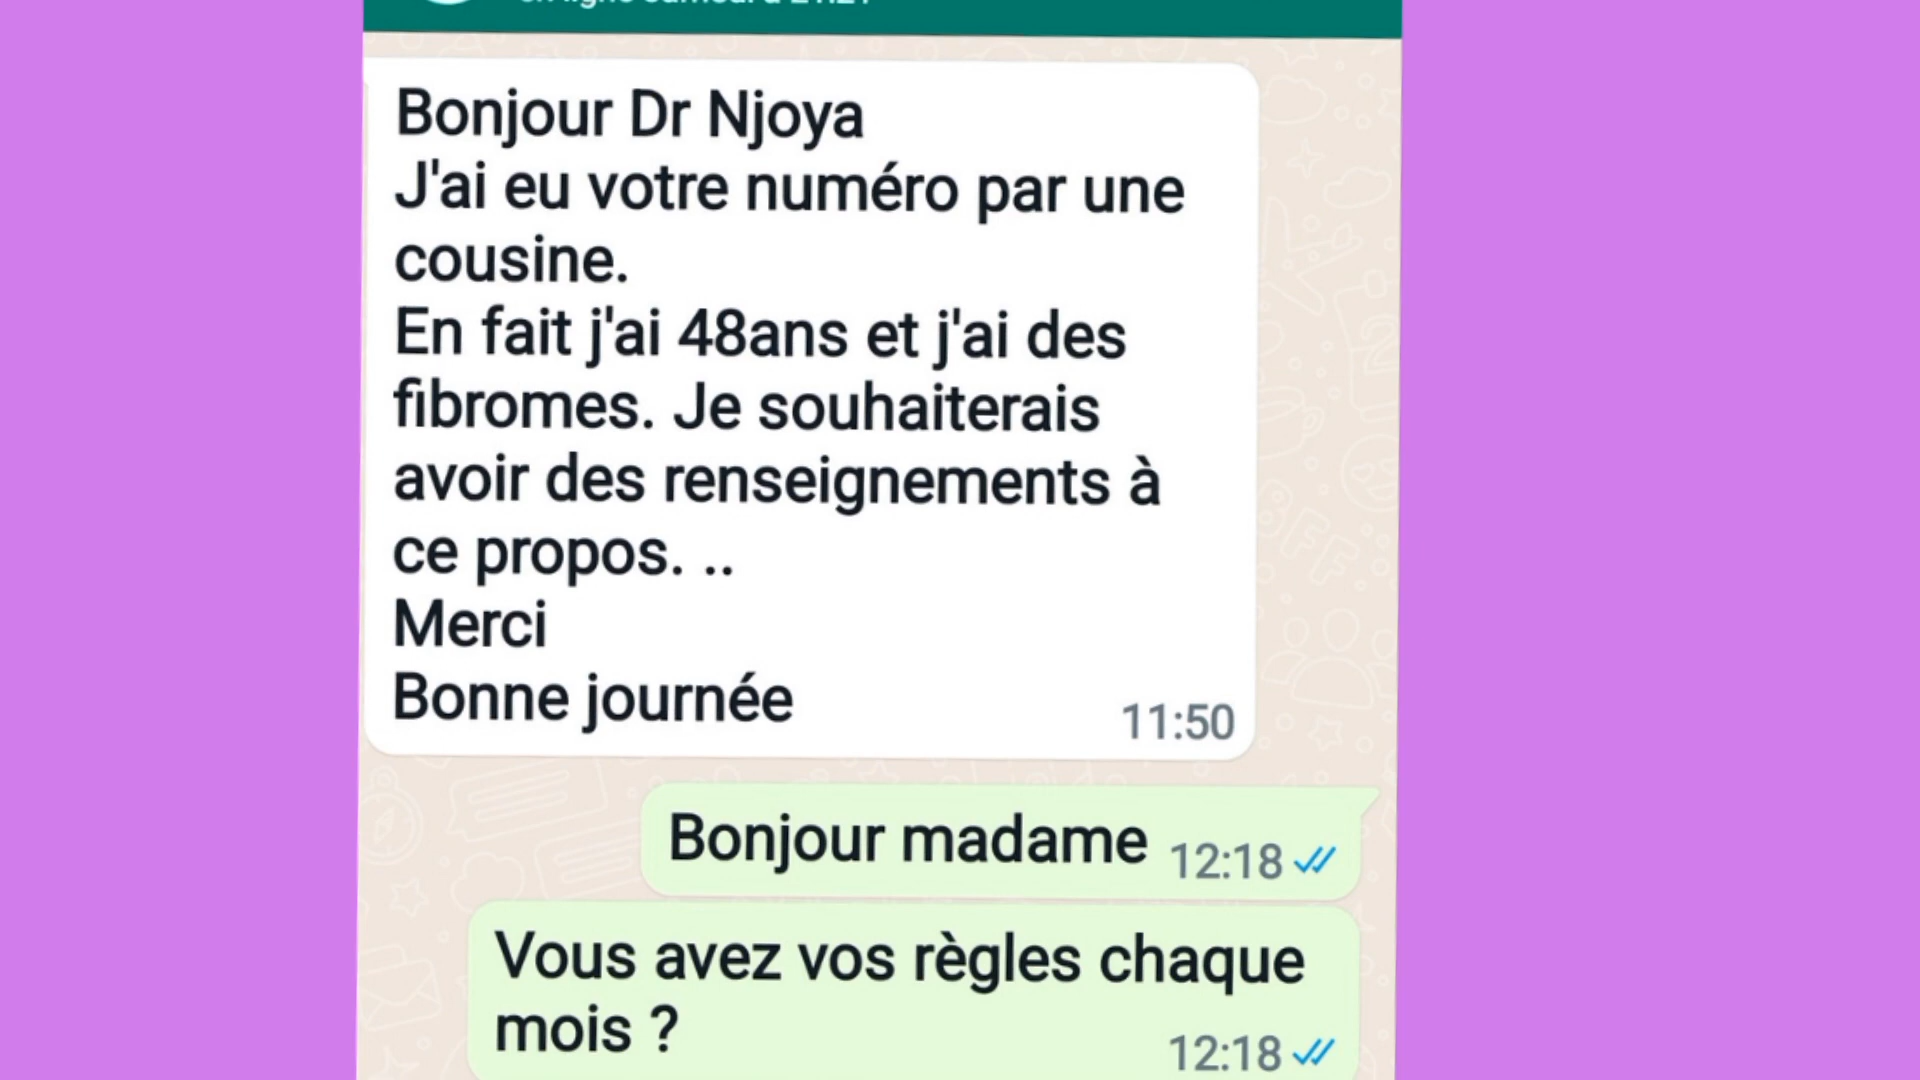 Bonjour Dr Njoya
J'ai eu votre numéro par une
cousine.
En fait j'ai 48ans et j'ai des
fibromes. Je souhaiterais
avoir des renseignements à
ce propos. ..
Merci
Bonne journée
11:50
Bonjour madame 12:18
Vous avez vos règles chaque
mois ?
12:18